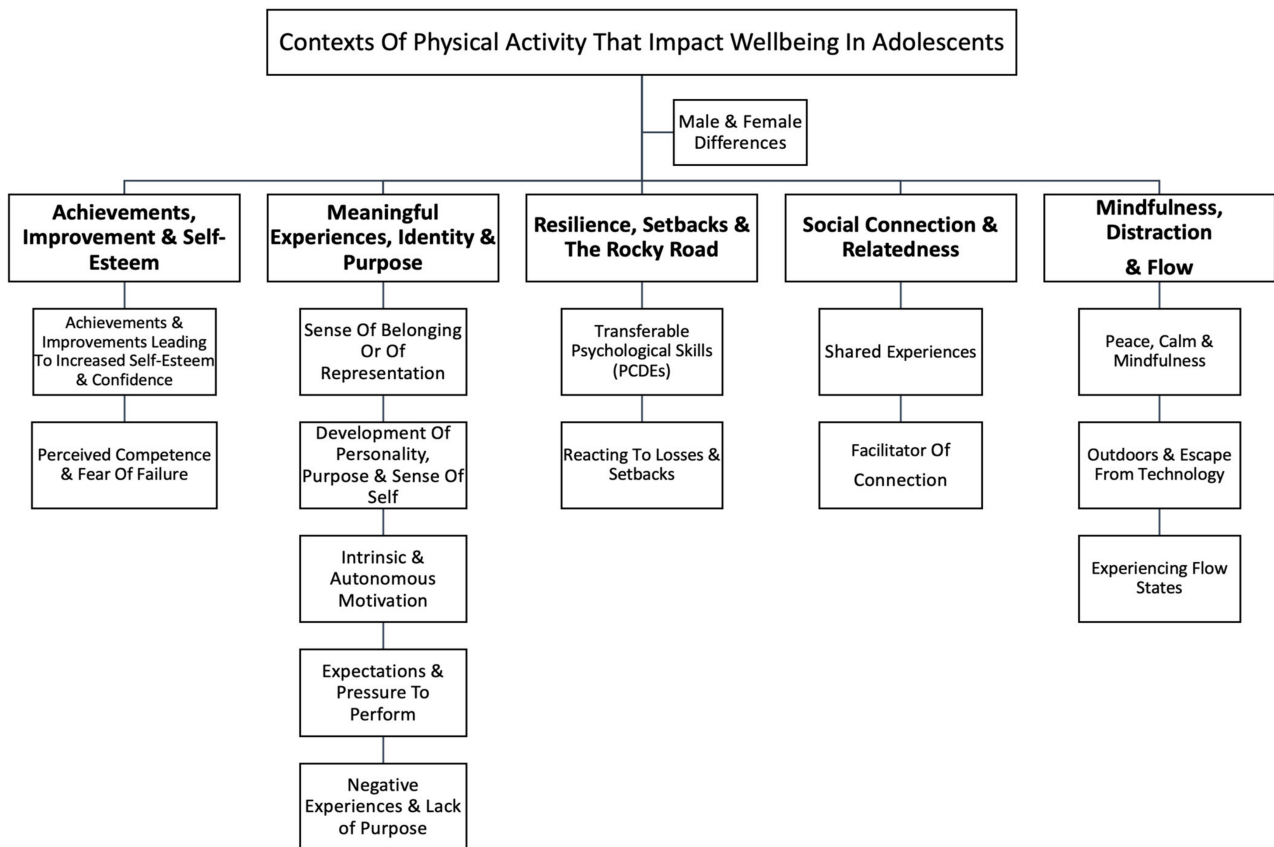 Contexts Of Physical Activity That Impact Wellbeing In Adolescents
Male & Female
Differences
Achievements,
Improvement & Self-
Esteem
Achievements &
Improvements Leading
To Increased Self-Esteem
& Confidence
Perceived Competence
& Fear Of Failure
Meaningful
Experiences, Identity &
Purpose
Sense Of Belonging
Or Of
Representation
Development Of
Personality,
Purpose & Sense Of
Self
Intrinsic &
Autonomous
Motivation
Expectations &
Pressure To
Perform
Negative
Experiences & Lack
of Purpose
Resilience, Setbacks &
The Rocky Road
Transferable
Psychological Skills
(PCDEs)
Reacting To Losses &
Setbacks
Social Connection &
Relatedness
Shared Experiences
Facilitator Of
Connection
Mindfulness,
Distraction
& Flow
Peace, Calm &
Mindfulness
Outdoors & Escape
From Technology
Experiencing Flow
States